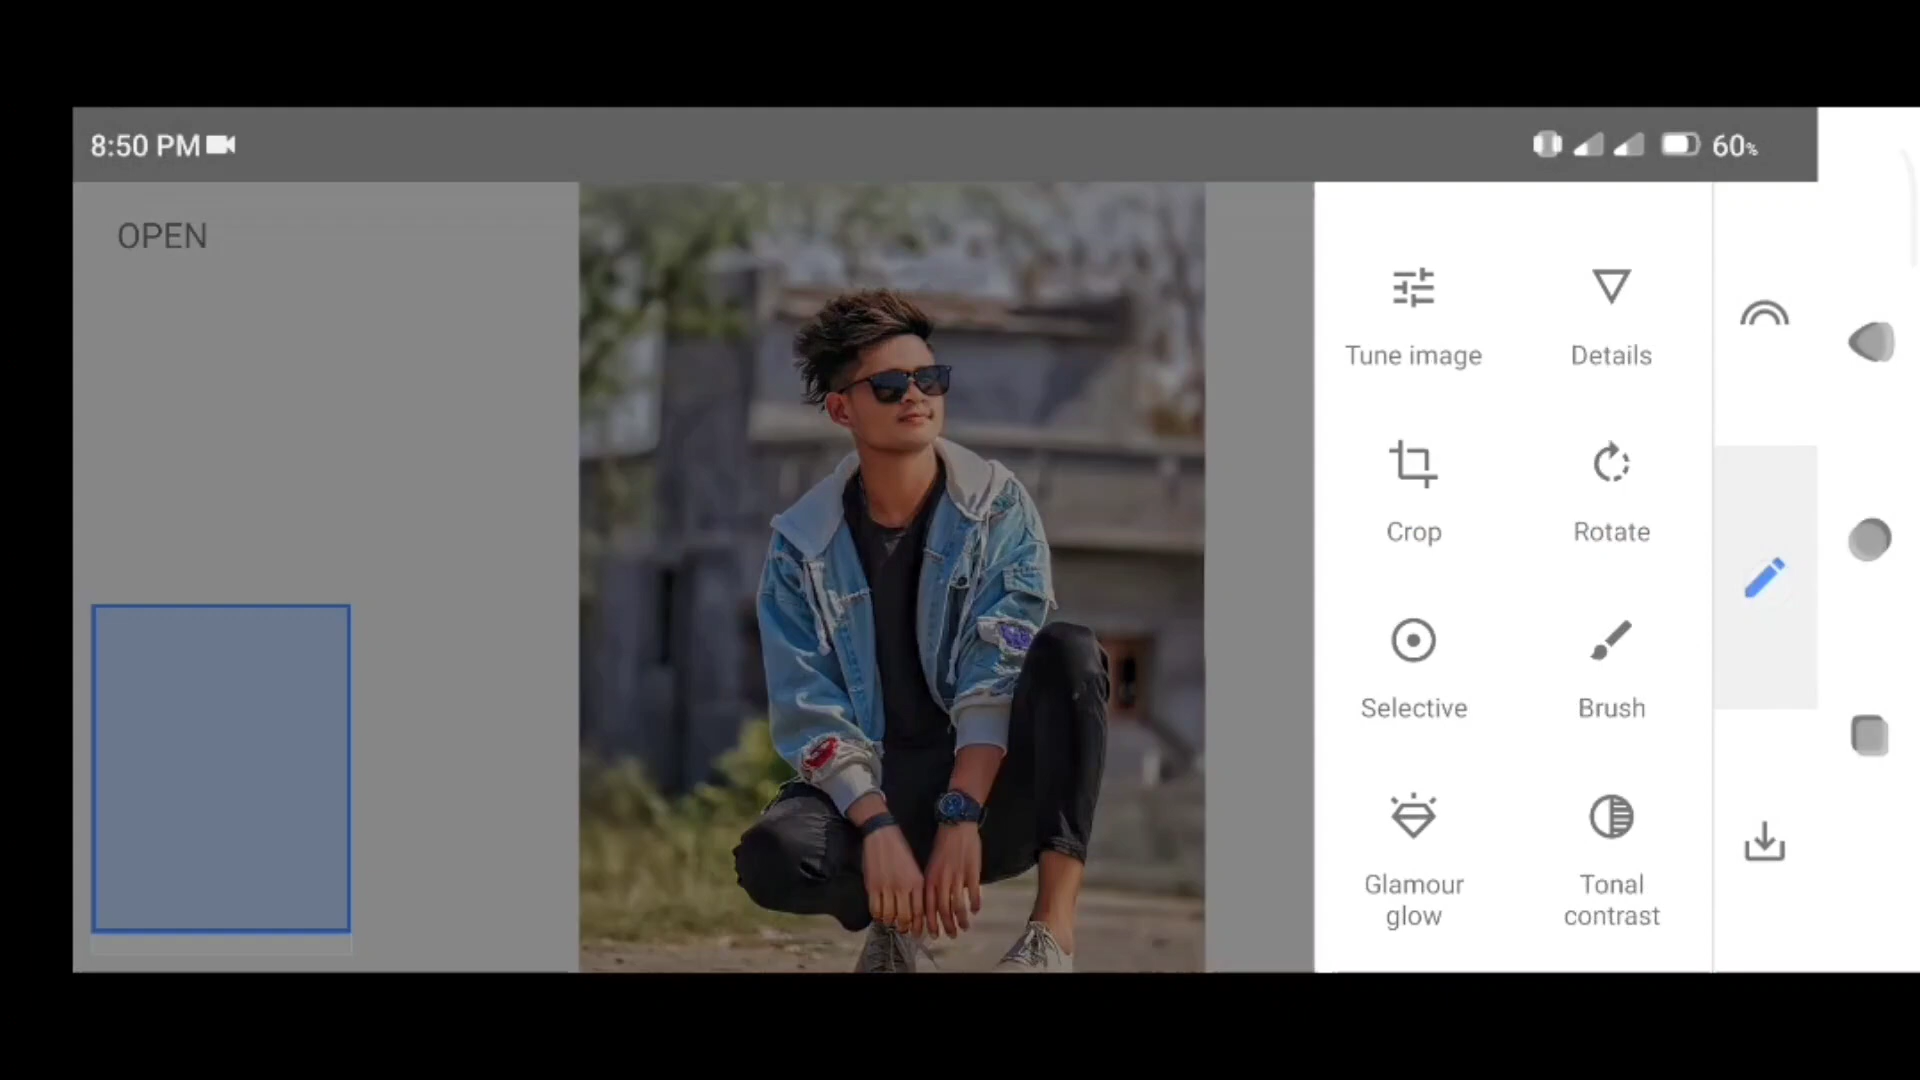 8:50 PM
60%
OPEN
Tune image
Details
Crop
Rotate
Selective
Brush
Glamour
glow
Tonal
contrast